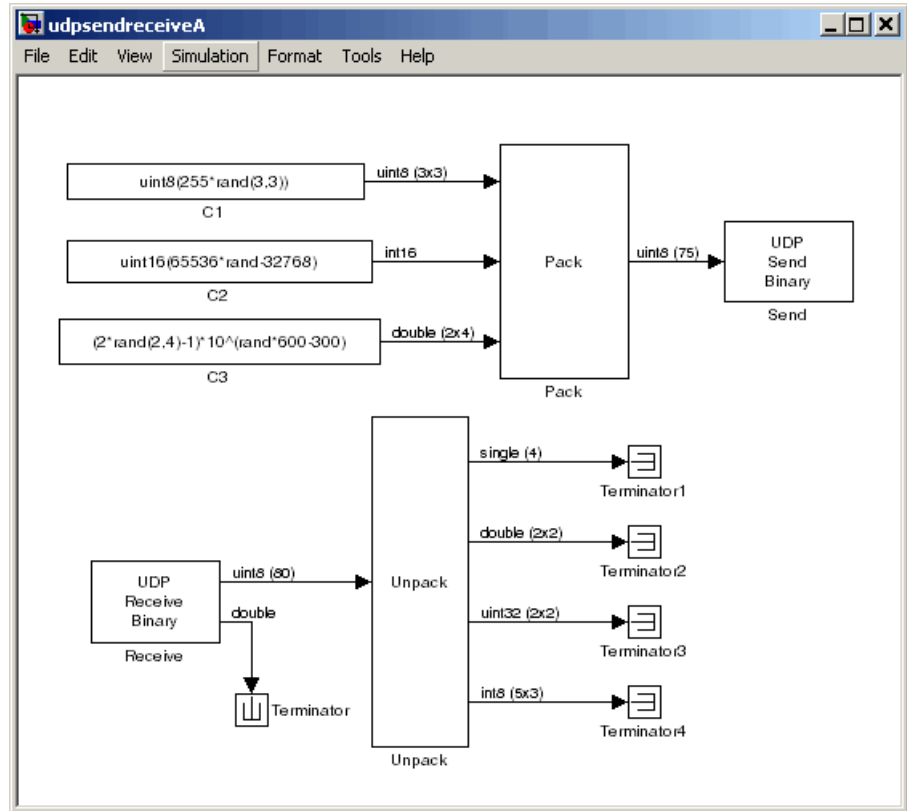 udpsendreceiveA
File Edit View Simulation Format Tools Help
uint8(255*rand(3,3))
C1
uint8 (3x3)
uint16(65536*rand-32768)
C2
int16
(2*rand(2,4)-1)*10^(rand*600-300)
C3
double (2x4)
Pack
Pack
uint8 (75)
UDP
Send
Binary
Send
UDP
Receive
Binary
Receive
uint8 (80)
double
Terminator
Unpack
Unpack
single (4)
Terminator1
double (2x2)
Terminator2
uint32 (2x2)
Terminator3
int8 (5x3)
Terminator4